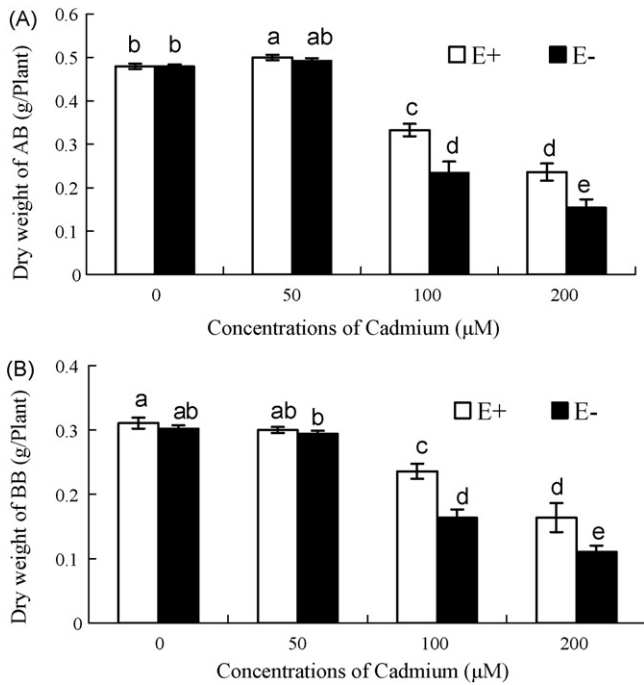 (A)
Dry weight of AB (g/Plant)
0.6
0.5
0.4
0.3
0.2
0.1
0
b b a ab c d d e
E+ E-
0 50 100 200
Concentrations of Cadmium (μM)
(B)
Dry weight of BB (g/Plant)
0.4
0.3
0.2
0.1
0
a ab ab b c d d e
E+ E-
0 50 100 200
Concentrations of Cadmium (μM)